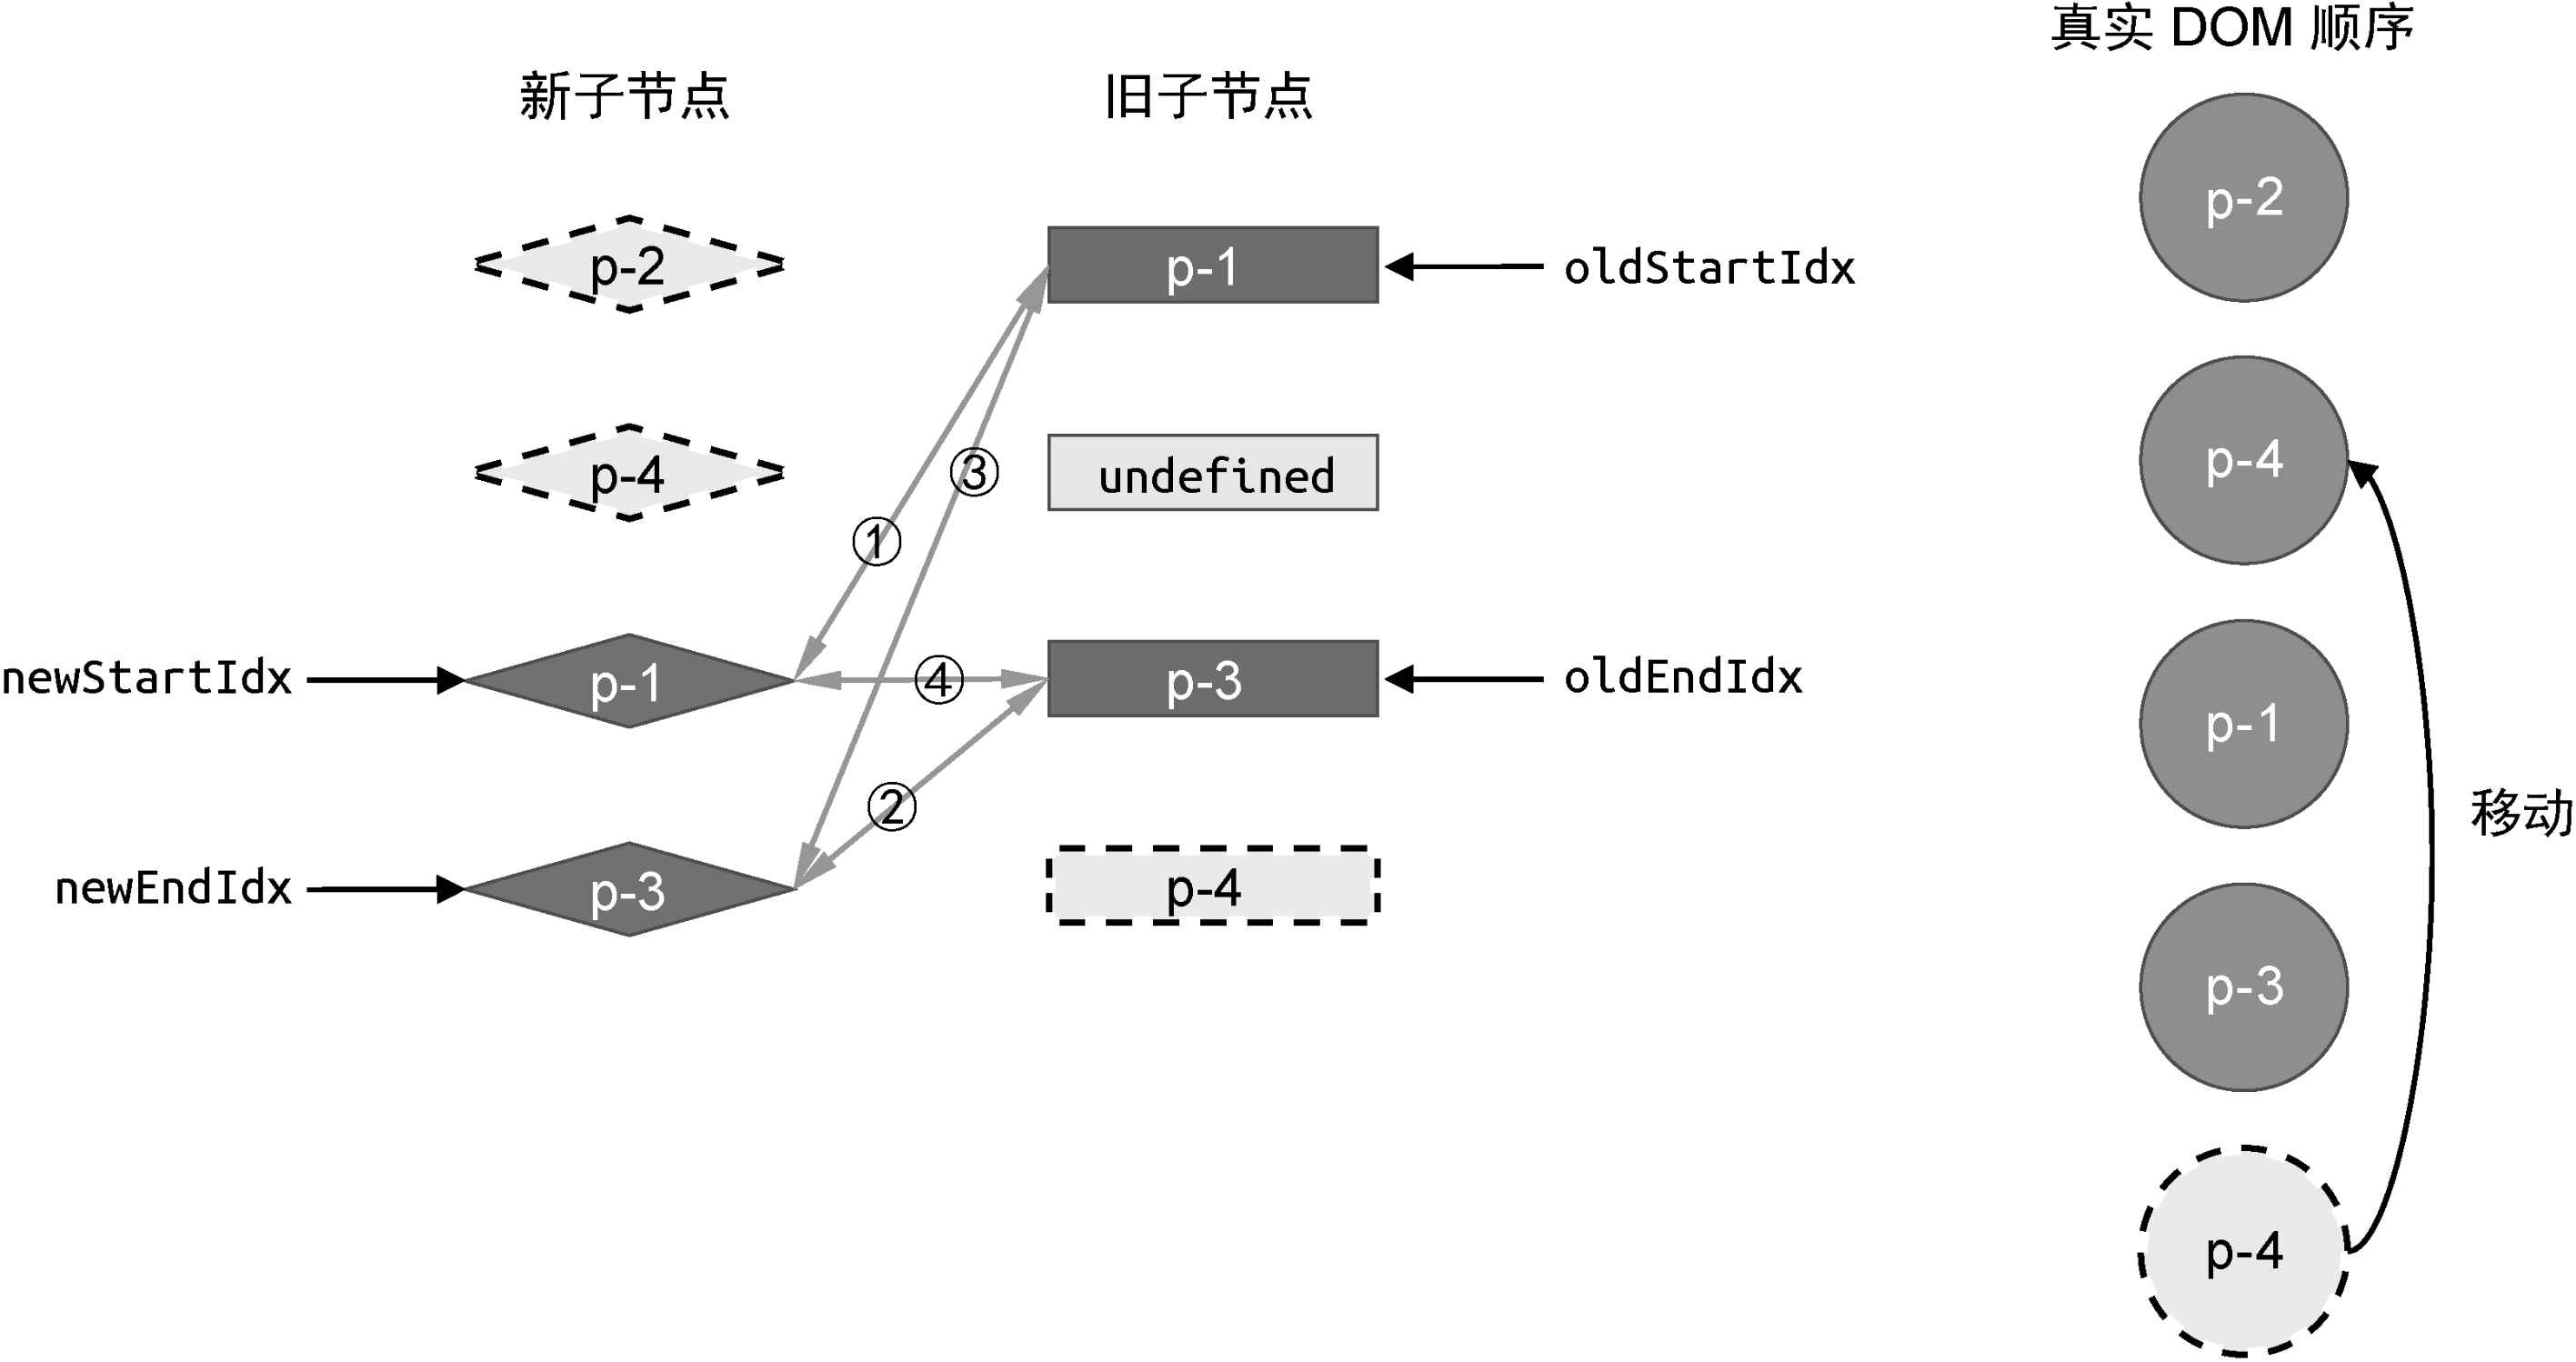 真实 DOM 顺序
新子节点
旧子节点
p-2
p-2
p-1
oldStartIdx
p-4
p-4
undefined
③
①
newStartIdx
p-1
④
p-3
oldEndIdx
p-1
②
移动
newEndIdx
p-3
p-4
p-3
p-4